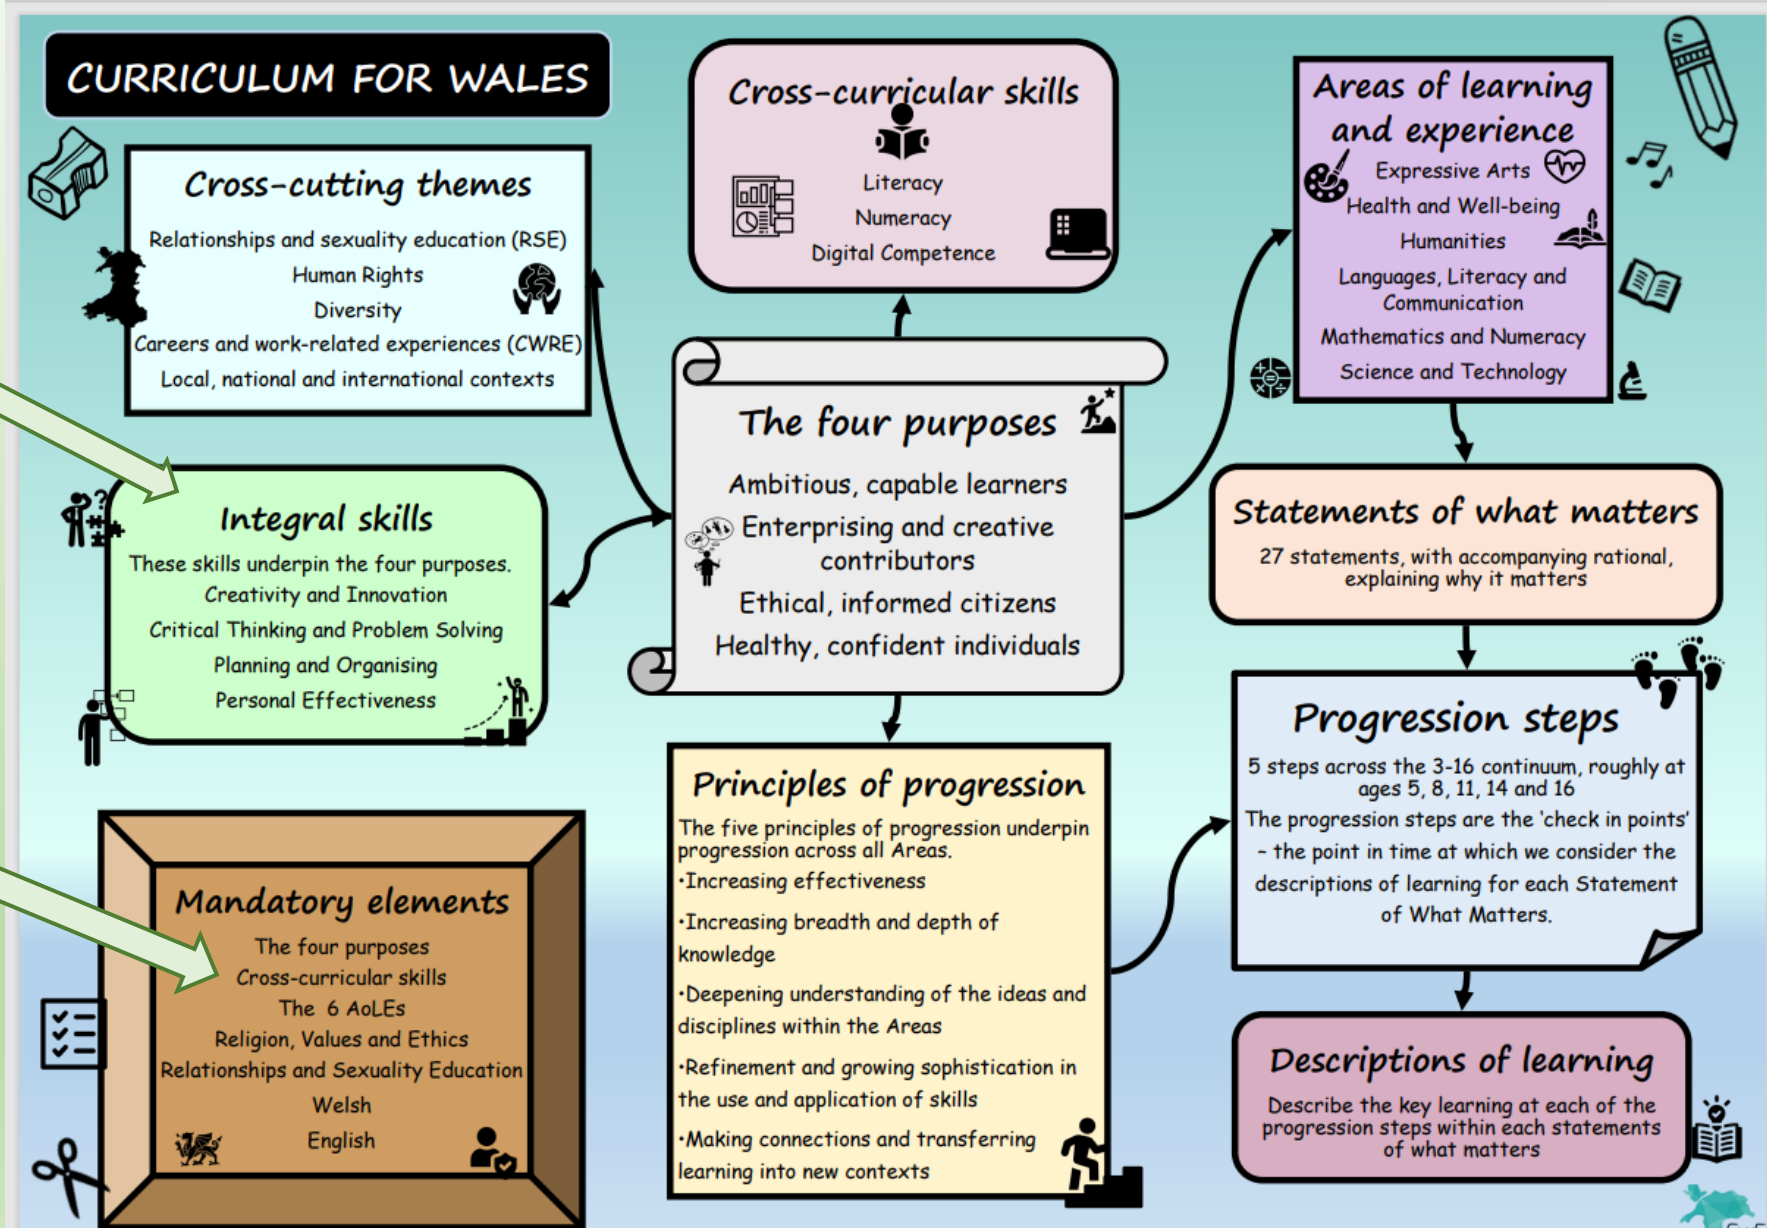 CURRICULUM FOR WALES
Cross-cutting themes
Relationships and sexuality education (RSE)
Human Rights
Diversity
Careers and work-related experiences (CWRE)
Local, national and international contexts
Cross-curricular skills
Literacy
Numeracy
Digital Competence
Areas of learning
and experience
Expressive Arts
Health and Well-being
Humanities
Languages, Literacy and
Communication
Mathematics and Numeracy
Science and Technology
Integral skills
These skills underpin the four purposes.
Creativity and Innovation
Critical Thinking and Problem Solving
Planning and Organising
Personal Effectiveness
The four purposes
Ambitious, capable learners
Enterprising and creative
contributors
Ethical, informed citizens
Healthy, confident individuals
Statements of what matters
27 statements, with accompanying rational,
explaining why it matters
Mandatory elements
The four purposes
Cross-curricular skills
The 6 AoLEs
Religion, Values and Ethics
Relationships and Sexuality Education
Welsh
English
Principles of progression
The five principles of progression underpin
progression across all Areas.
•Increasing effectiveness
•Increasing breadth and depth of
knowledge
•Deepening understanding of the ideas and
disciplines within the Areas
•Refinement and growing sophistication in
the use and application of skills
•Making connections and transferring
learning into new contexts
Progression steps
5 steps across the 3-16 continuum, roughly at
ages 5, 8, 11, 14 and 16
The progression steps are the ‘check in points’
– the point in time at which we consider the
descriptions of learning for each Statement
of What Matters.
Descriptions of learning
Describe the key learning at each of the
progression steps within each statements
of what matters